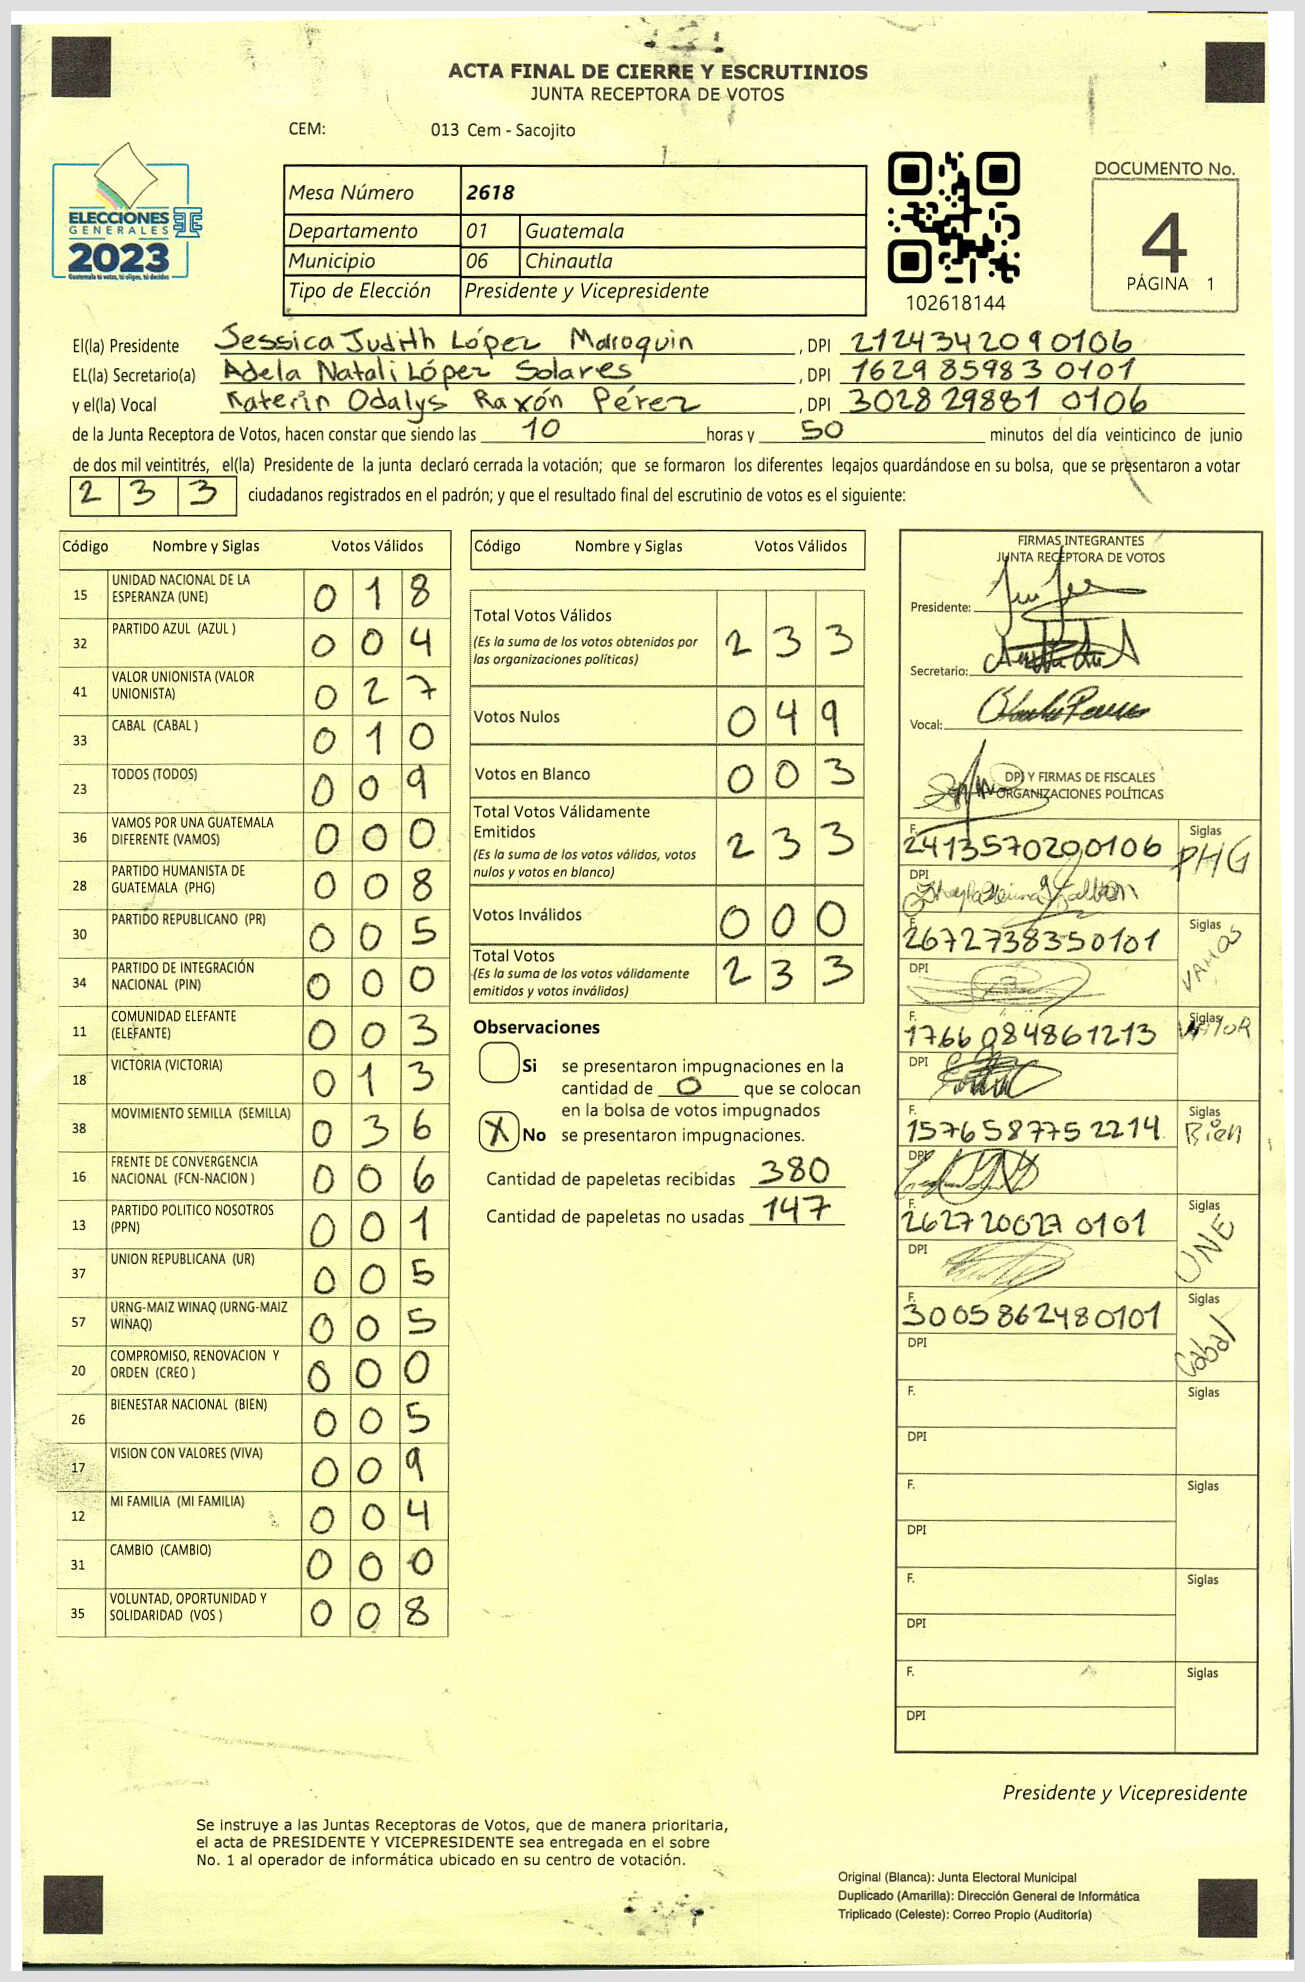 ACTA FINAL DE CIERRE Y ESCRUTINIOS
JUNTA RECEPTORA DE VOTOS
CEM: 013 Cem - Sacojito
ELECCIONES
GENERALES
2023
Guatemala tú votas, tú eliges, tú decides
Mesa Número 2618
Departamento 01 Guatemala
Municipio 06 Chinautla
Tipo de Elección Presidente y Vicepresidente
102618144
DOCUMENTO No.
4
PÁGINA 1
El(la) Presidente Jessica Judith López Maroquin , DPI 2124342090106
EL(la) Secretario(a) Adela Natali López Solares , DPI 1629859830101
y el(la) Vocal Katerin Odalys Raxón Pérez , DPI 3028298810106
de la Junta Receptora de Votos, hacen constar que siendo las 10 horas y 50 minutos del día veinticinco de junio
de dos mil veintitrés, el(la) Presidente de la junta declaró cerrada la votación; que se formaron los diferentes legajos guardándose en su bolsa, que se presentaron a votar
2 3 3 ciudadanos registrados en el padrón; y que el resultado final del escrutinio de votos es el siguiente:
Código Nombre y Siglas Votos Válidos
15 UNIDAD NACIONAL DE LA ESPERANZA (UNE) 0 1 8
32 PARTIDO AZUL (AZUL ) 0 0 4
41 VALOR UNIONISTA (VALOR UNIONISTA) 0 2 7
33 CABAL (CABAL ) 0 1 0
23 TODOS (TODOS) 0 0 9
36 VAMOS POR UNA GUATEMALA DIFERENTE (VAMOS) 0 0 0
28 PARTIDO HUMANISTA DE GUATEMALA (PHG) 0 0 8
30 PARTIDO REPUBLICANO (PR) 0 0 5
34 PARTIDO DE INTEGRACIÓN NACIONAL (PIN) 0 0 0
11 COMUNIDAD ELEFANTE (ELEFANTE) 0 0 3
18 VICTORIA (VICTORIA) 0 1 3
38 MOVIMIENTO SEMILLA (SEMILLA) 0 3 6
16 FRENTE DE CONVERGENCIA NACIONAL (FCN-NACION ) 0 0 6
13 PARTIDO POLITICO NOSOTROS (PPN) 0 0 1
37 UNION REPUBLICANA (UR) 0 0 5
57 URNG-MAIZ WINAQ (URNG-MAIZ WINAQ) 0 0 5
20 COMPROMISO, RENOVACION Y ORDEN (CREO ) 0 0 0
26 BIENESTAR NACIONAL (BIEN) 0 0 5
17 VISION CON VALORES (VIVA) 0 0 9
12 MI FAMILIA (MI FAMILIA) 0 0 4
31 CAMBIO (CAMBIO) 0 0 0
35 VOLUNTAD, OPORTUNIDAD Y SOLIDARIDAD (VOS ) 0 0 8
Código Nombre y Siglas Votos Válidos
Total Votos Válidos 2 3 3
(Es la suma de los votos obtenidos por
las organizaciones políticas)
Votos Nulos 0 4 9
Votos en Blanco 0 0 3
Total Votos Válidamente
Emitidos 2 3 3
(Es la suma de los votos válidos, votos
nulos y votos en blanco)
Votos Inválidos 0 0 0
Total Votos 2 3 3
(Es la suma de los votos válidamente
emitidos y votos inválidos)
Observaciones
Si se presentaron impugnaciones en la
cantidad de 0 que se colocan
en la bolsa de votos impugnados
X No se presentaron impugnaciones.
Cantidad de papeletas recibidas 380
Cantidad de papeletas no usadas 147
FIRMAS INTEGRANTES
JUNTA RECEPTORA DE VOTOS
Presidente:
Secretario:
Vocal:
DPI Y FIRMAS DE FISCALES
ORGANIZACIONES POLÍTICAS
F. 2413570200106 Siglas PHG
DPI
F. 2672738350101 Siglas VAMOS
DPI
F. 1766084861213 Siglas VALOR
DPI
F. 1576587752214 Siglas Bien
DPI
F. 2627200270101 Siglas UNE
DPI
F. 3005862480101 Siglas Cabal
DPI
F. Siglas
DPI
F. Siglas
DPI
F. Siglas
DPI
F. Siglas
DPI
Presidente y Vicepresidente
Se instruye a las Juntas Receptoras de Votos, que de manera prioritaria,
el acta de PRESIDENTE Y VICEPRESIDENTE sea entregada en el sobre
No. 1 al operador de informática ubicado en su centro de votación.
Original (Blanca): Junta Electoral Municipal
Duplicado (Amarilla): Dirección General de Informática
Triplicado (Celeste): Correo Propio (Auditoría)